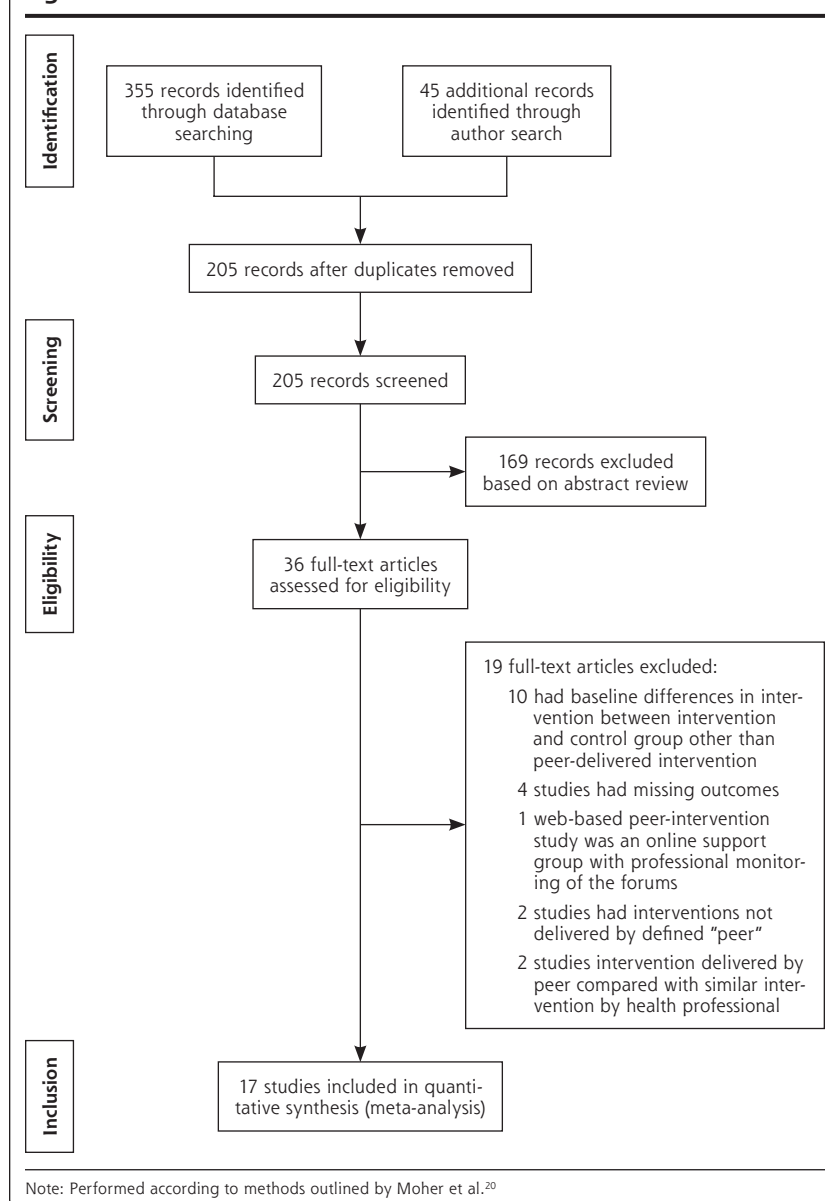 Identification
355 records identified
through database
searching
45 additional records
identified through
author search
205 records after duplicates removed
Screening
205 records screened
169 records excluded
based on abstract review
Eligibility
36 full-text articles
assessed for eligibility
19 full-text articles excluded:
10 had baseline differences in inter-
vention between intervention
and control group other than
peer-delivered intervention
4 studies had missing outcomes
1 web-based peer-intervention
study was an online support
group with professional monitor-
ing of the forums
2 studies had interventions not
delivered by defined "peer"
2 studies intervention delivered by
peer compared with similar inter-
vention by health professional
Inclusion
17 studies included in quanti-
tative synthesis (meta-analysis)
Note: Performed according to methods outlined by Moher et al.20